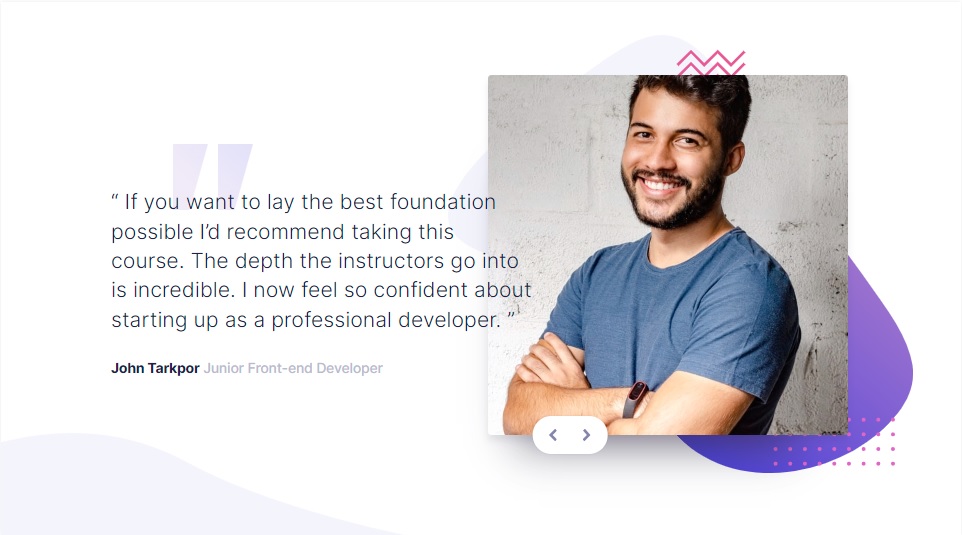 “ If you want to lay the best foundation
possible I’d recommend taking this
course. The depth the instructors go into
is incredible. I now feel so confident about
starting up as a professional developer. ”
John Tarkpor Junior Front-end Developer